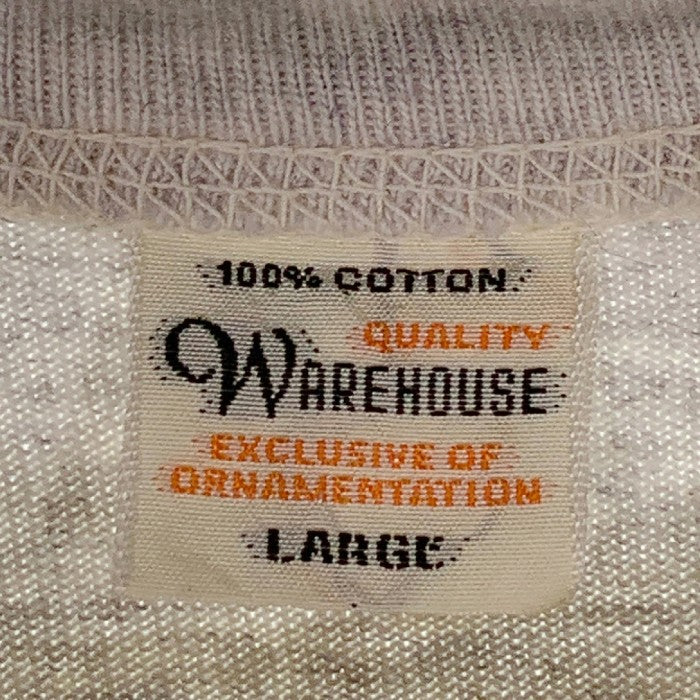 100% COTTON
QUALITY
WAREHOUSE
EXCLUSIVE OF
ORNAMENTATION
LARGE